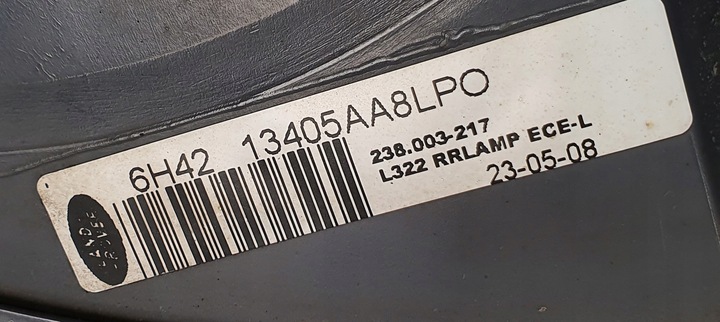 6H42 13405AA8LPO
238.003-217
L322 RRLAMP ECE-L
23-05-08
LAND
ROVER